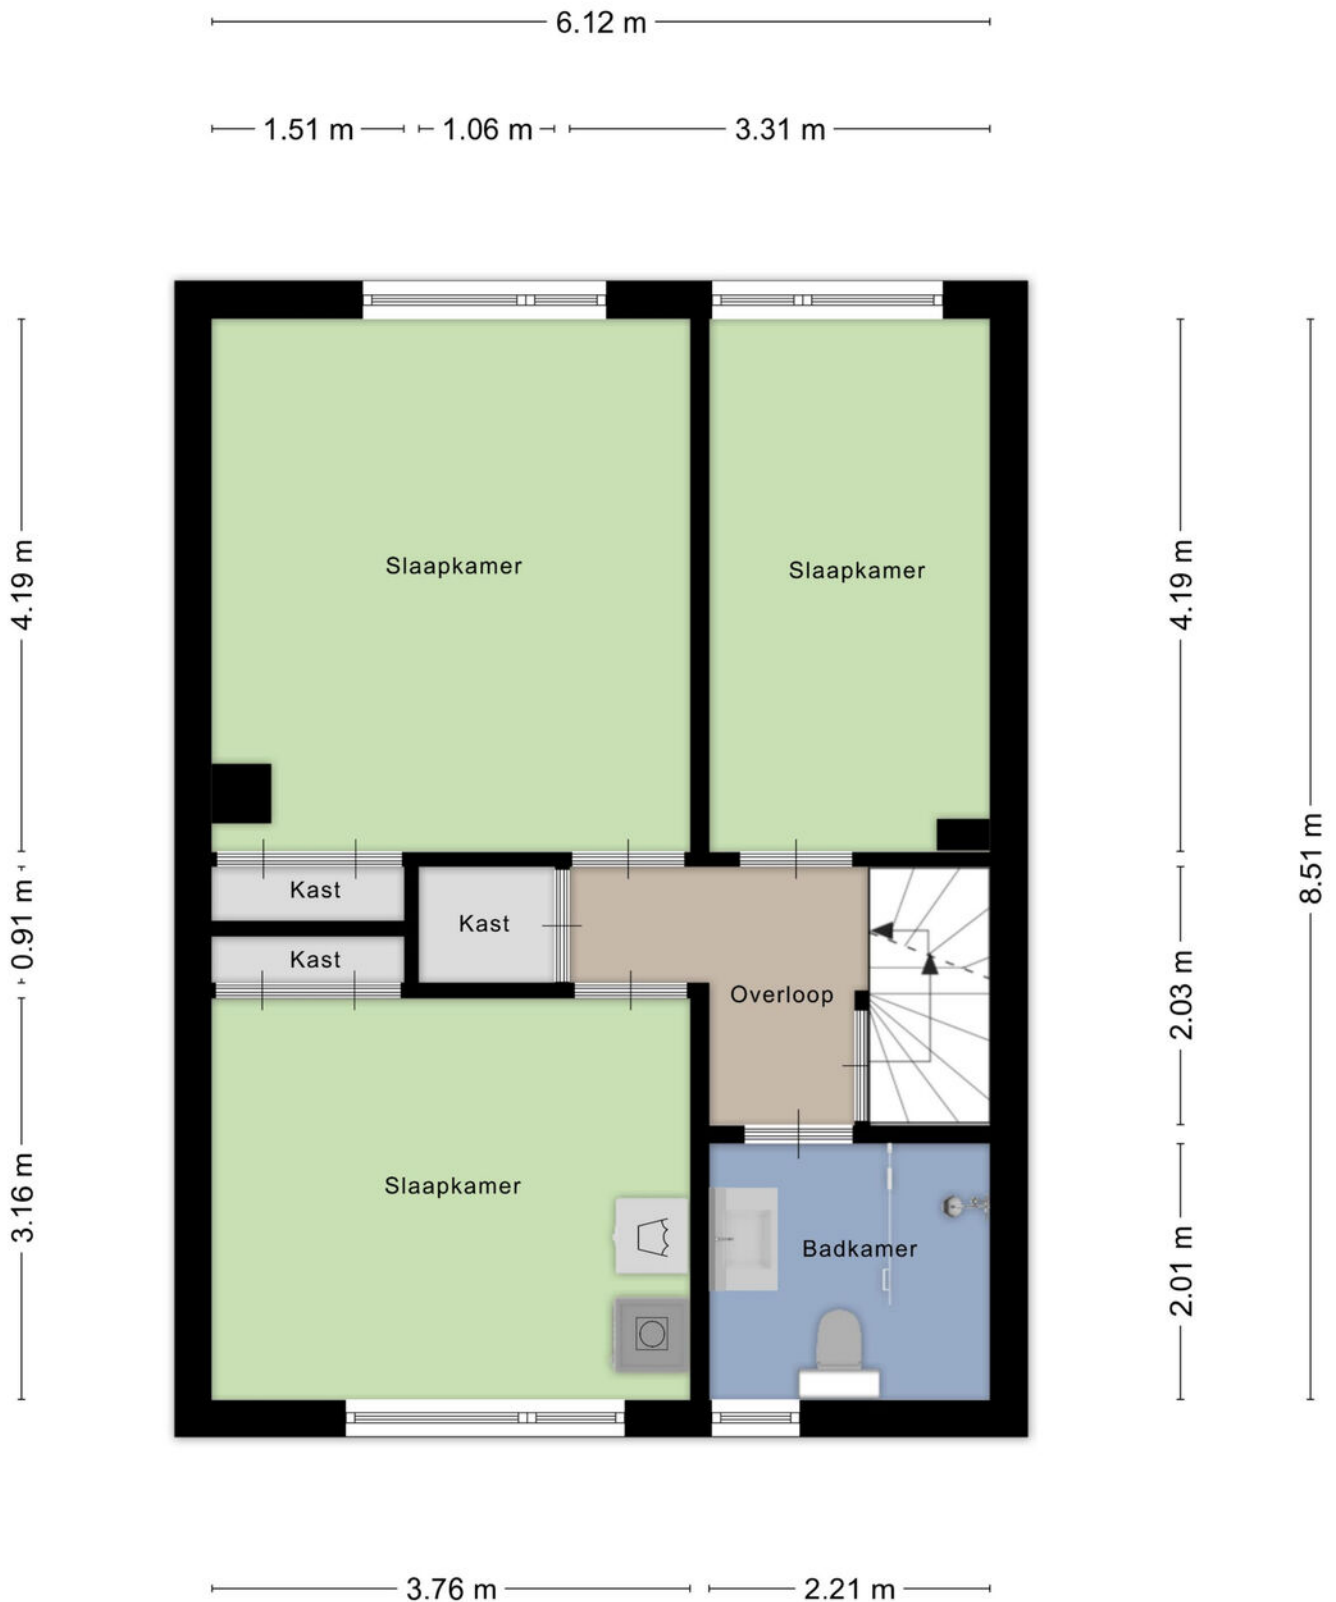 6.12 m
1.51 m
1.06 m
3.31 m
Slaapkamer
Slaapkamer
4.19 m
4.19 m
8.51 m
Kast
Kast
0.91 m
Kast
Overloop
2.03 m
Slaapkamer
3.16 m
Badkamer
2.01 m
3.76 m
2.21 m